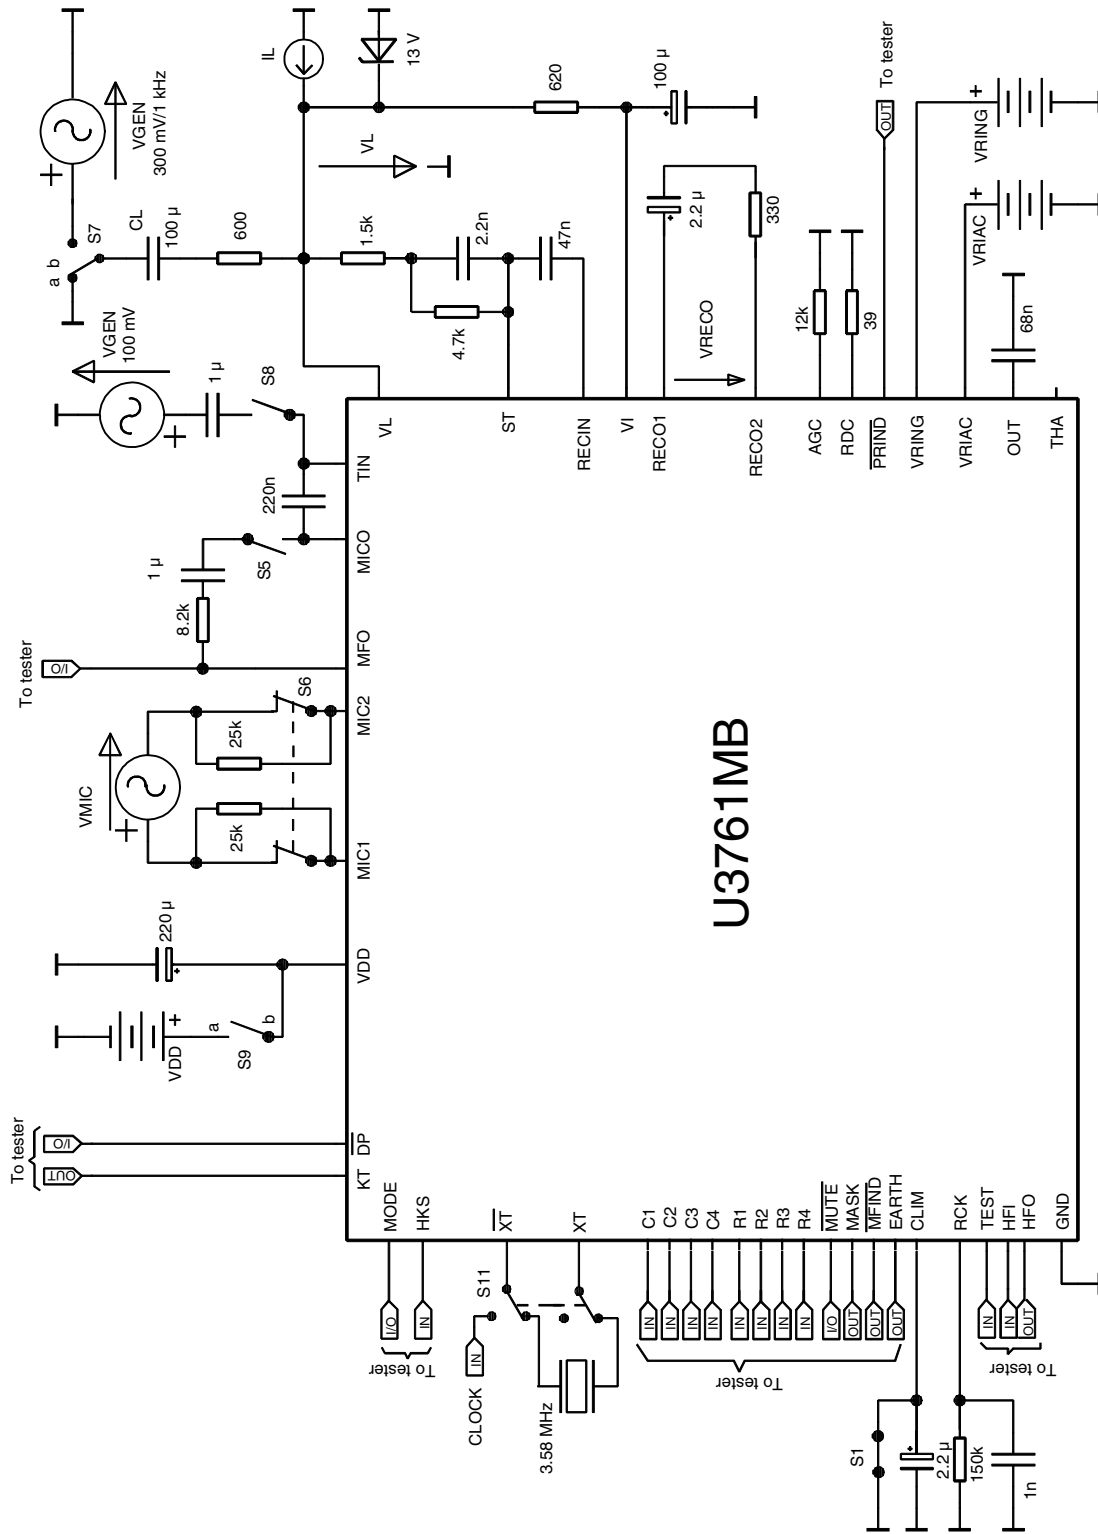 To tester
OUT
I/O
KT
DP
VDD
S9
a
b
+
220 µ
VDD
VMIC
+
25k
25k
S6
MIC1
MIC2
To tester
I/O
8.2k
1 µ
S5
MFO
MICO
220n
TIN
VGEN
100 mV
+
1 µ
S8
a b
S7
+
VGEN
300 mV/1 kHz
CL
100 µ
600
IL
13 V
VL
1.5k
4.7k
2.2n
47n
620
100 µ
2.2 µ
330
VRECO
12k
39
To tester
OUT
VRING
+
VRIAC
+
68n
VL
ST
RECIN
VI
RECO1
RECO2
AGC
RDC
PRIND
VRING
VRIAC
OUT
THA
U3761MB
MODE
HKS
XT
XT
C1
C2
C3
C4
R1
R2
R3
R4
MUTE
MASK
MFIND
EARTH
CLIM
RCK
TEST
HFI
HFO
GND
I/O
IN
To tester
S11
CLOCK
IN
3.58 MHz
IN
IN
IN
IN
IN
IN
IN
IN
I/O
OUT
OUT
OUT
To tester
IN
IN
OUT
To tester
S1
2.2 µ
150k
1n